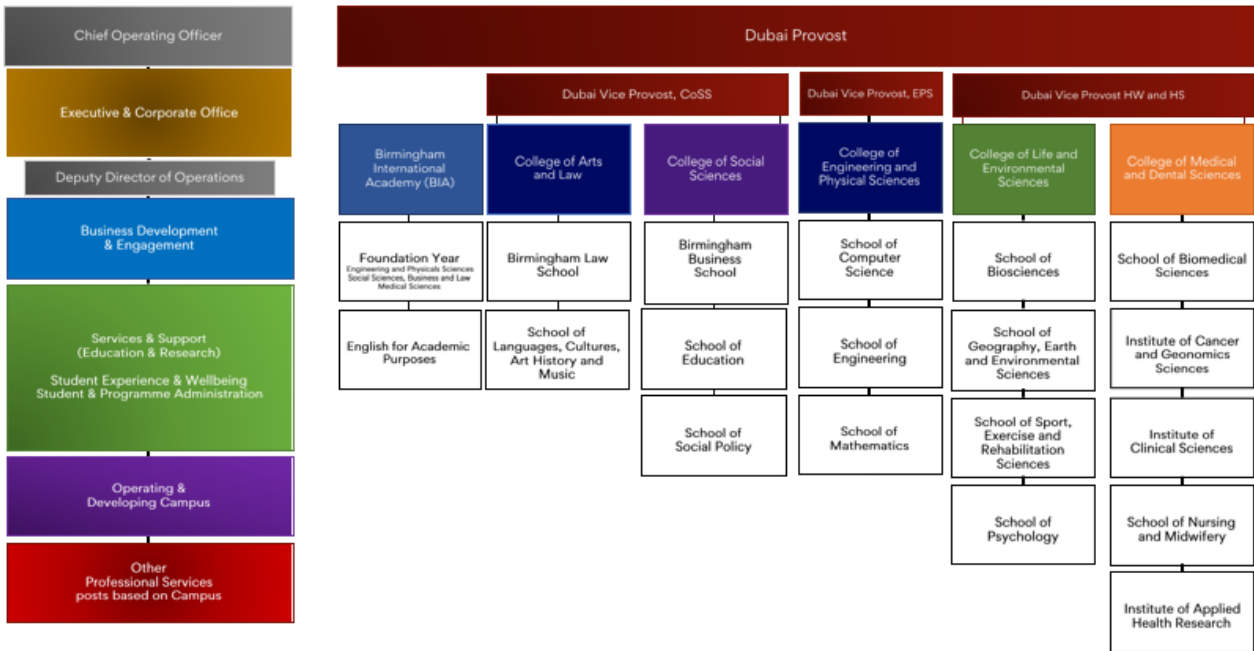 Chief Operating Officer
Executive & Corporate Office
Deputy Director of Operations
Business Development
& Engagement
Services & Support
(Education & Research)
Student Experience & Wellbeing
Student & Programme Administration
Operating &
Developing Campus
Other
Professional Services
posts based on Campus
Dubai Provost
Dubai Vice Provost, CoSS
Dubai Vice Provost, EPS
Dubai Vice Provost HW and HS
Birmingham
International
Academy (BIA)
Foundation Year
Engineering and Physicals Sciences
Social Sciences, Business and Law
Medical Sciences
English for Academic
Purposes
College of Arts
and Law
Birmingham Law
School
School of
Languages, Cultures,
Art History and
Music
College of Social
Sciences
Birmingham
Business
School
School of
Education
School of
Social Policy
College of
Engineering and
Physical Sciences
School of
Computer
Science
School of
Engineering
School of
Mathematics
College of Life and
Environmental
Sciences
School of
Biosciences
School of
Geography, Earth
and Environmental
Sciences
School of Sport,
Exercise and
Rehabilitation
Sciences
School of
Psychology
College of Medical
and Dental Sciences
School of Biomedical
Sciences
Institute of Cancer
and Geonomics
Sciences
Institute of
Clinical Sciences
School of Nursing
and Midwifery
Institute of Applied
Health Research